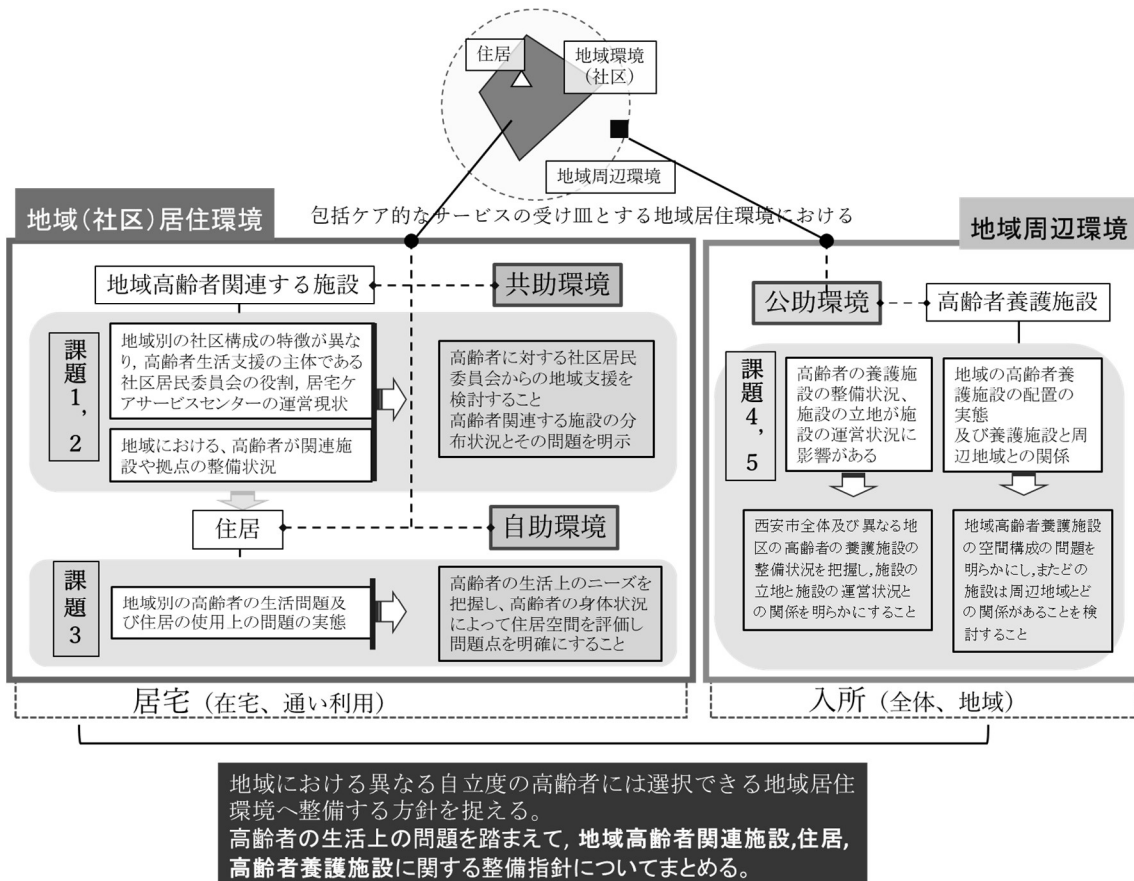 住居
地域環境
(社区)
地域周辺環境
地域(社区)居住環境
包括ケア的なサービスの受け皿とする地域居住環境における
地域周辺環境
地域高齢者関連する施設
共助環境
課題1,2
地域別の社区構成の特徴が異な
り,高齢者生活支援の主体である
社区居民委員会の役割,居宅ケ
アサービスセンターの運営現状
地域における、高齢者が関連施
設や拠点の整備状況
高齢者に対する社区居民
委員会からの地域支援を
検討すること
高齢者関連する施設の分
布状況とその問題を明示
住居
自助環境
課題3
地域別の高齢者の生活問題及
び住居の使用上の問題の実態
高齢者の生活上のニーズを
把握し、高齢者の身体状況
によって住居空間を評価し
問題点を明確にすること
公助環境
高齢者養護施設
課題4,5
高齢者の養護施
設の整備状況、
施設の立地が施
設の運営状況に
影響がある
地域の高齢者養
護施設の配置の
実態
及び養護施設と周
辺地域との関係
西安市全体及び異なる地
区の高齢者の養護施設の
整備状況を把握し,施設の
立地と施設の運営状況と
の関係を明らかにすること
地域高齢者養護施設
の空間構成の問題を
明らかにし,またどの
施設は周辺地域とど
の関係があることを検
討すること
居宅(在宅、通い利用)
入所(全体、地域)
地域における異なる自立度の高齢者には選択できる地域居住
環境へ整備する方針を捉える。
高齢者の生活上の問題を踏まえて,地域高齢者関連施設,住居,
高齢者養護施設に関する整備指針についてまとめる。